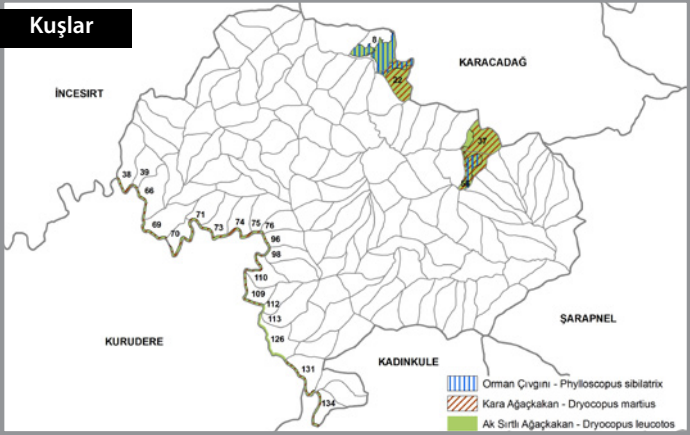 Kuşlar
8
KARACADAĞ
22
İNCESIRT
37
38
39
66
71
69
70
73
74
75
76
96
98
110
109
112
113
126
ŞARAPNEL
KURUDERE
KADINKULE
131
134
Orman Çıvgını - Phylloscopus sibilatrix
Kara Ağaçkakan - Dryocopus martius
Ak Sırtlı Ağaçkakan - Dryocopus leucotos